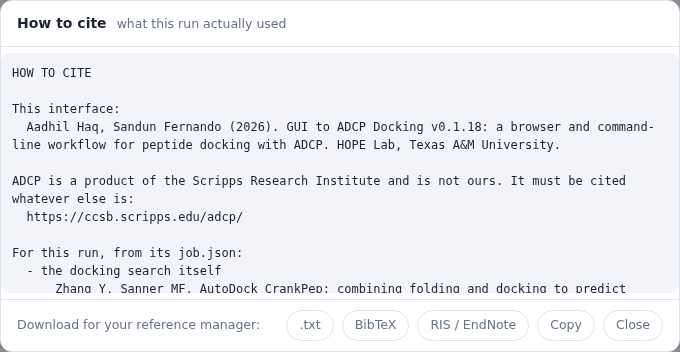 How to cite what this run actually used
HOW TO CITE
This interface:
Aadhil Haq, Sandun Fernando (2026). GUI to ADCP Docking v0.1.18: a browser and command-
line workflow for peptide docking with ADCP. HOPE Lab, Texas A&M University.
ADCP is a product of the Scripps Research Institute and is not ours. It must be cited
whatever else is:
https://ccsb.scripps.edu/adcp/
For this run, from its job.json:
- the docking search itself
Zhang Y, Sanner MF. AutoDock CrankPep: combining folding and docking to predict
Download for your reference manager: .txt BibTeX RIS / EndNote Copy Close